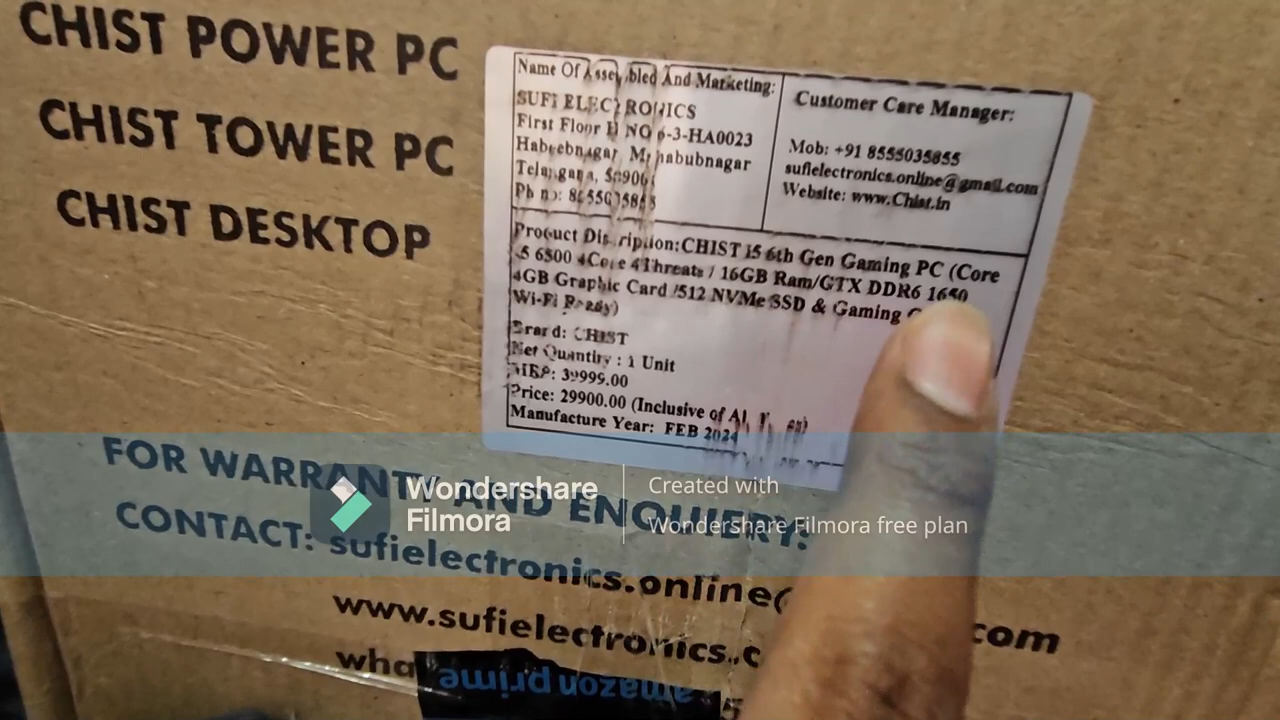 CHIST POWER PC
CHIST TOWER PC
CHIST DESKTOP
Name Of Assembled And Marketing:
SUFI ELECTRONICS
First Floor H NO 6-3-HA0023
Habeebnagar, Mahabubnagar
Telangana,
Ph no:
Customer Care Manager:
Mob: +91 8555035855
sufielectronics.online@gmail.com
Website: www.Chist.in
Product Discription:CHIST i5 6th Gen Gaming PC (Core
i5 6500 4Core 4Threats / 16GB Ram/GTX DDR6 1650
4GB Graphic Card /512 NVMe SSD & Gaming
Wi-Fi Ready)
Brand: CHIST
Net Quantity : 1 Unit
MRP: 39999.00
Price: 29900.00 (Inclusive of All
Manufacture Year: FEB 2024
FOR WARRANTY AND ENQUIERY:
CONTACT: sufielectronics.online com
www.sufielectronics.c
wha
amazon prime
Wondershare
Filmora
Created with
Wondershare Filmora free plan